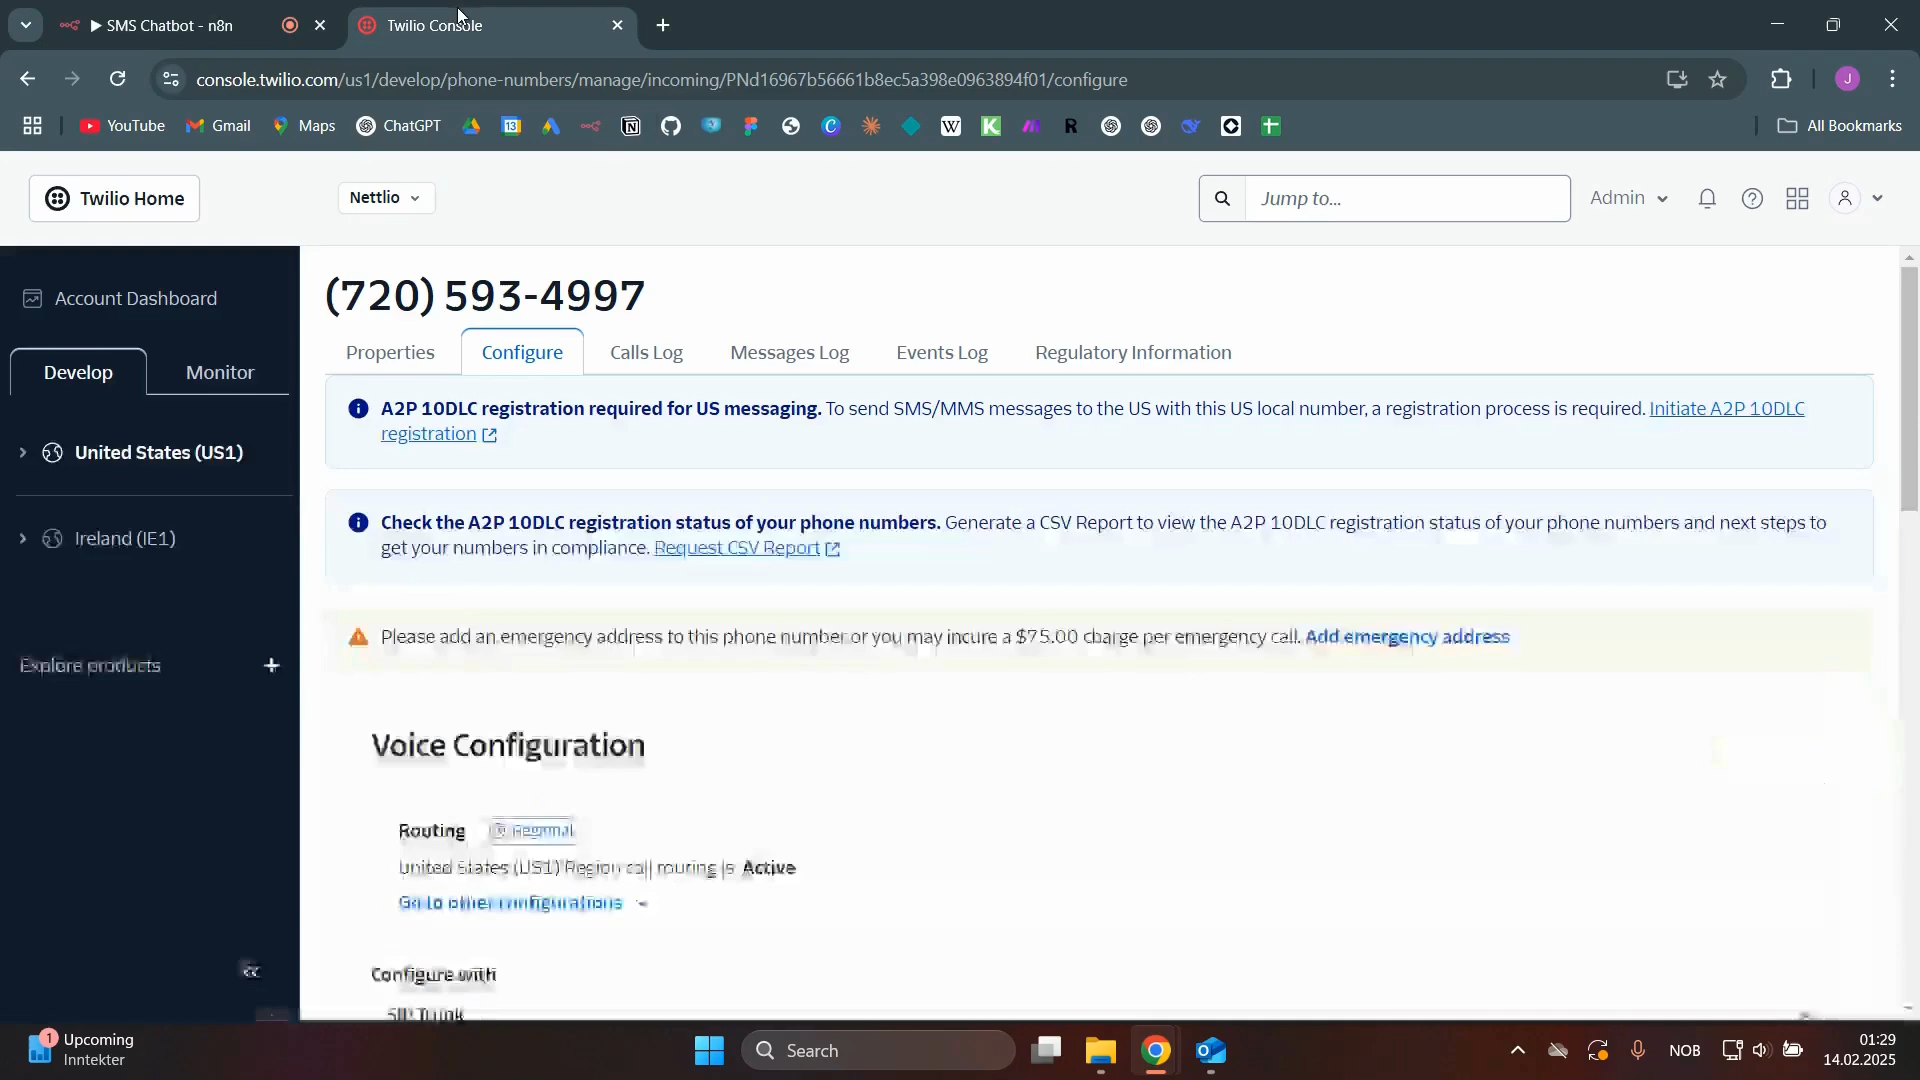 SMS Chatbot - n8n
Twilio Console
console.twilio.com/us1/develop/phone-numbers/manage/incoming/PNd16967b56661b8ec5a398e0963894f01/configure
J
YouTube
Gmail
Maps
ChatGPT
All Bookmarks
Twilio Home
Nettlio
Jump to...
Admin
Account Dashboard
Develop
Monitor
United States (US1)
Ireland (IE1)
Explore products
(720) 593-4997
Properties
Configure
Calls Log
Messages Log
Events Log
Regulatory Information
A2P 10DLC registration required for US messaging. To send SMS/MMS messages to the US with this US local number, a registration process is required. Initiate A2P 10DLC
registration
Check the A2P 10DLC registration status of your phone numbers. Generate a CSV Report to view the A2P 10DLC registration status of your phone numbers and next steps to
get your numbers in compliance. Request CSV Report
Please add an emergency address to this phone number or you may incure a $75.00 charge per emergency call. Add emergency address
Voice Configuration
Routing Regional
United States (US1) Region call routing is Active
Go to other configurations
Configure with
SIP Trunk
1
Upcoming
Inntekter
Search
NOB
01:29
14.02.2025